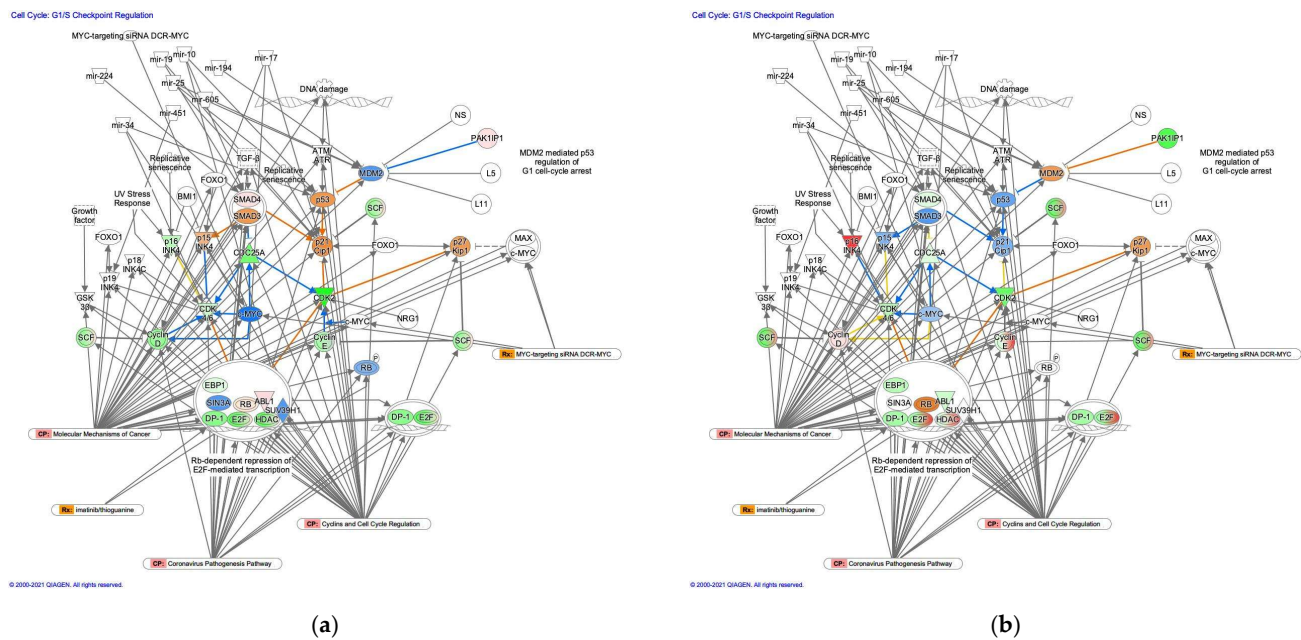 Cell Cycle: G1/S Checkpoint Regulation
MYC-targeting siRNA DCR-MYC
mir-10
mir-19
mir-17
mir-194
mir-224
mir-25
mir-605
mir-451
mir-34
DNA damage
NS
PAK1IP1
ATM/
ATR
MDM2 mediated p53
regulation of
G1 cell-cycle arrest
TGF-β
Replicative
senescence
Replicative
senescence
MDM2
L5
FOXO1
UV Stress
Response
BMI1
SMAD4
p53
L11
SCF
Growth
factor
SMAD3
FOXO1
p16
INK4
p15
INK4
p21
Cip1
FOXO1
p27
Kip1
MAX
c-MYC
CDC25A
p18
INK4C
p19
INK4
GSK
CDK2
CDK
4/6
c-MYC
c-MYC
NRG1
SCF
Cyclin
D
Cyclin
E
SCF
Rx: MYC-targeting siRNA DCR-MYC
P
RB
EBP1
SIN3A
RB
ABL1
SUV39H1
DP-1
E2F
HDAC
DP-1
E2F
CP: Molecular Mechanisms of Cancer
Rb-dependent repression of
E2F-mediated transcription
Rx: imatinib/thioguanine
CP: Cyclins and Cell Cycle Regulation
CP: Coronavirus Pathogenesis Pathway
© 2000-2021 QIAGEN. All rights reserved.
(a)
Cell Cycle: G1/S Checkpoint Regulation
MYC-targeting siRNA DCR-MYC
mir-10
mir-19
mir-17
mir-194
mir-224
mir-25
mir-605
mir-451
mir-34
DNA damage
NS
PAK1IP1
ATM/
ATR
MDM2 mediated p53
regulation of
G1 cell-cycle arrest
TGF-β
Replicative
senescence
Replicative
senescence
MDM2
L5
FOXO1
UV Stress
Response
BMI1
SMAD4
p53
L11
SCF
Growth
factor
SMAD3
FOXO1
p16
INK4
p15
INK4
p21
Cip1
FOXO1
p27
Kip1
MAX
c-MYC
CDC25A
p18
INK4C
p19
INK4
GSK
CDK2
CDK
4/6
c-MYC
c-MYC
NRG1
SCF
Cyclin
D
Cyclin
E
SCF
Rx: MYC-targeting siRNA DCR-MYC
P
RB
EBP1
SIN3A
RB
ABL1
SUV39H1
DP-1
E2F
HDAC
DP-1
E2F
CP: Molecular Mechanisms of Cancer
Rb-dependent repression of
E2F-mediated transcription
Rx: imatinib/thioguanine
CP: Cyclins and Cell Cycle Regulation
CP: Coronavirus Pathogenesis Pathway
© 2000-2021 QIAGEN. All rights reserved.
(b)